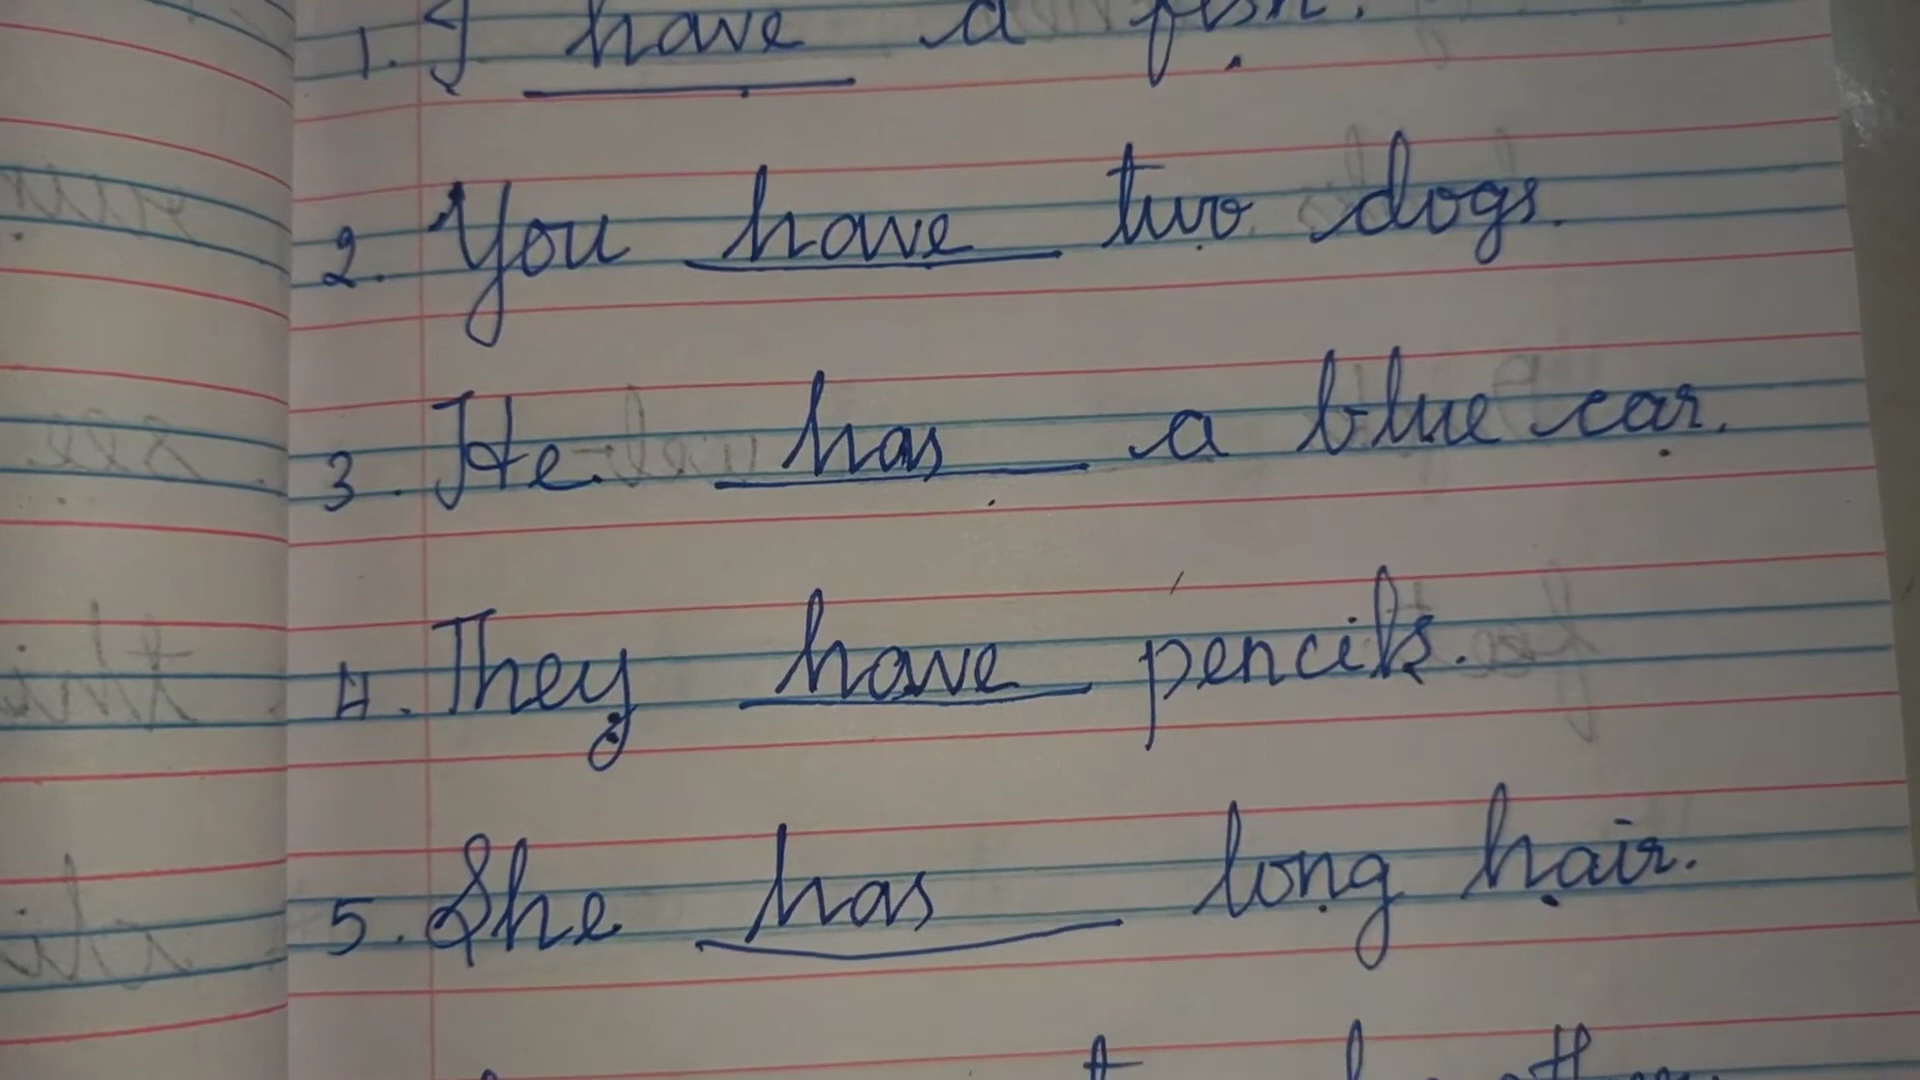 1. I have a fish.
2. You have two dogs.
3. He has a blue car.
4. They have pencils.
5. She has long hair.